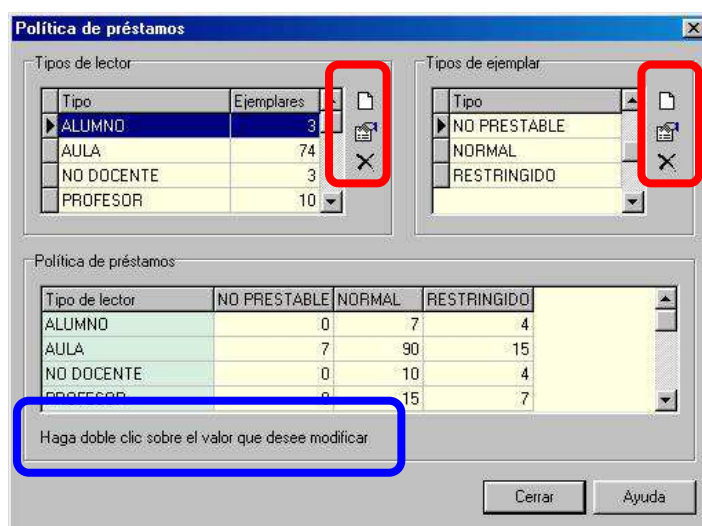 Política de préstamos
Tipos de lector
Tipo Ejemplares
ALUMNO 3
AULA 74
NO DOCENTE 3
PROFESOR 10
Tipos de ejemplar
Tipo
NO PRESTABLE
NORMAL
RESTRINGIDO
Política de préstamos
Tipo de lector NO PRESTABLE NORMAL RESTRINGIDO
ALUMNO 0 7 4
AULA 7 90 15
NO DOCENTE 0 10 4
PROFESOR 0 15 7
Haga doble clic sobre el valor que desee modificar
Cerrar Ayuda